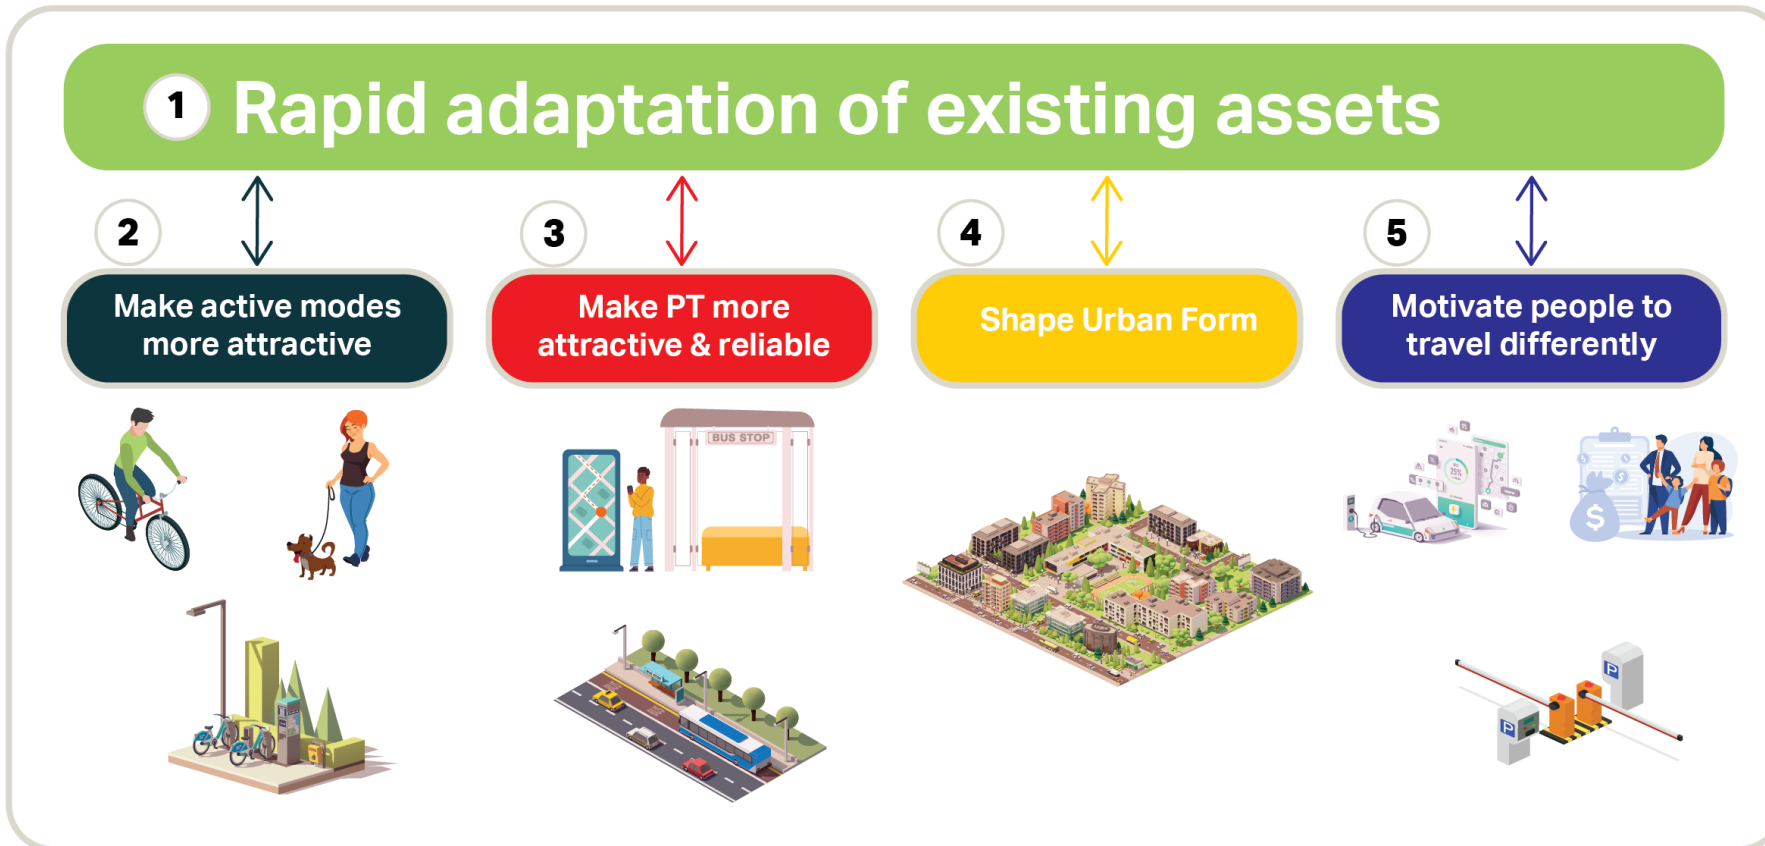 1 Rapid adaptation of existing assets
2
3
4
5
Make active modes
more attractive
Make PT more
attractive & reliable
Shape Urban Form
Motivate people to
travel differently
BUS STOP
25%
$
P
P